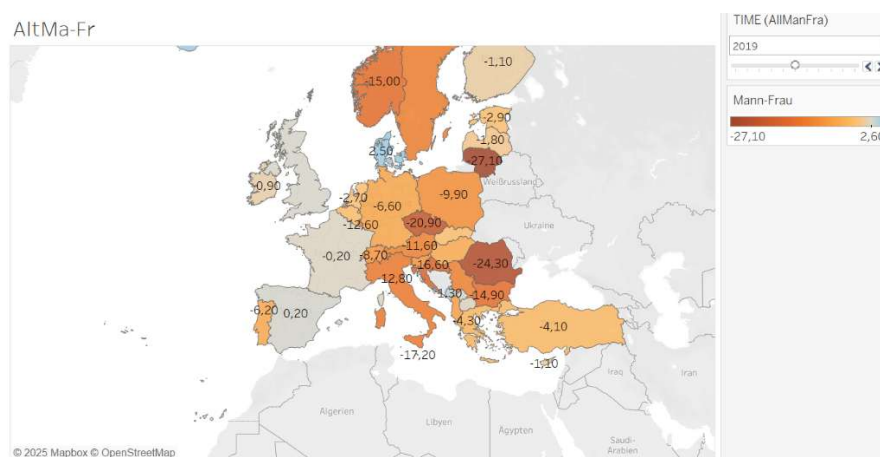 AltMa-Fr
TIME (AllManFra)
2019
Mann-Frau
-27,10 2,60
-1,10
-15,00
-2,90
-1,80
2,50
-27,10
Weißrussland
-0,90
-2,70
-6,60
-9,90
-12,60
-20,90
Ukraine
-0,20
-8,70
-11,60
-16,60
-24,30
12,80
-1,30
-14,90
-6,20
0,20
-4,30
-4,10
-17,20
-1,10
Irak
Iran
Algerien
Libyen
Ägypten
Saudi-
Arabien
© 2025 Mapbox © OpenStreetMap